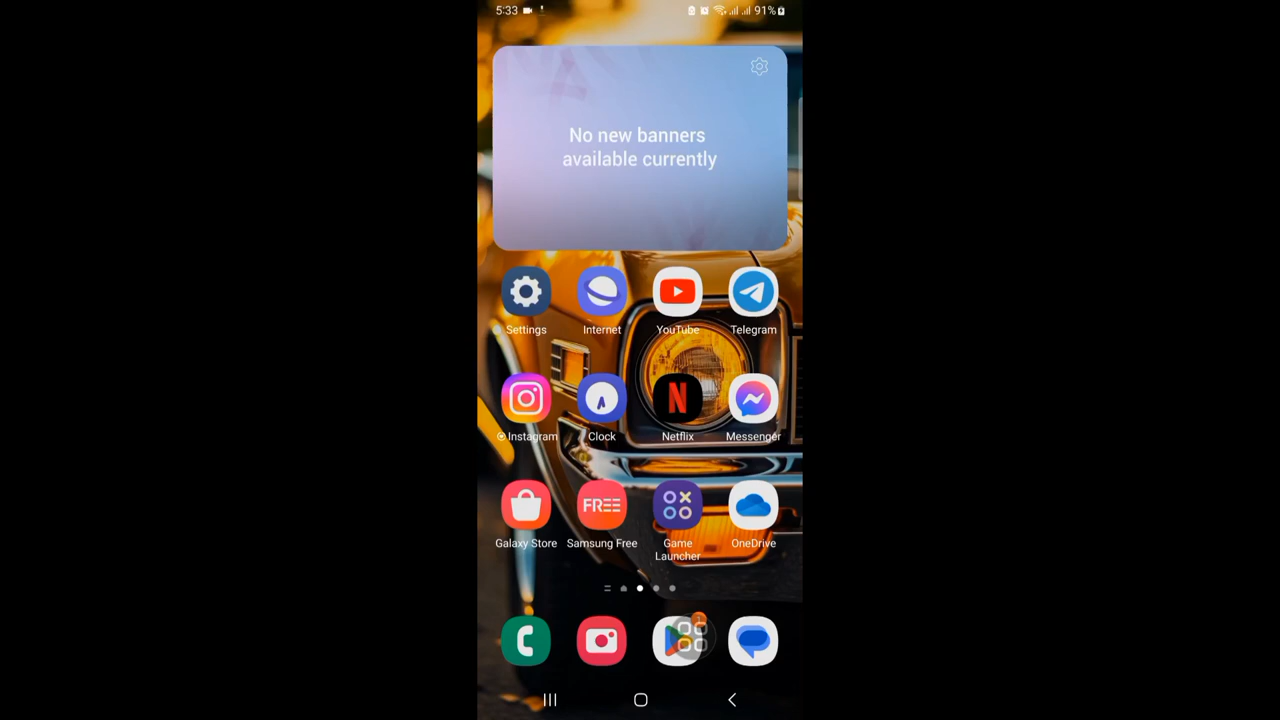 5:33
91%
No new banners
available currently
Settings
Internet
YouTube
Telegram
Instagram
Clock
N
Netflix
Messenger
FREE
Galaxy Store
Samsung Free
Game
Launcher
OneDrive